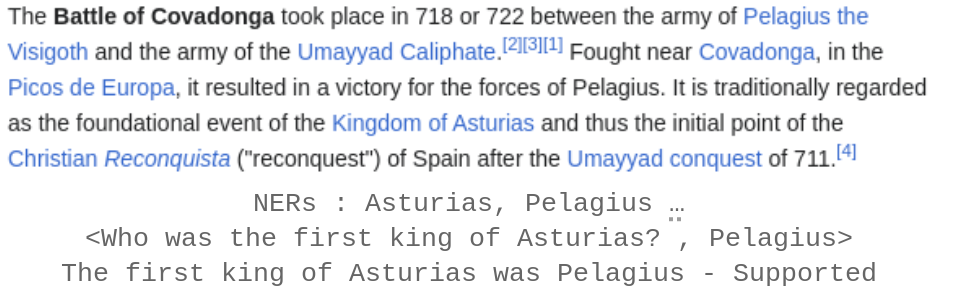 The Battle of Covadonga took place in 718 or 722 between the army of Pelagius the
Visigoth and the army of the Umayyad Caliphate.[2][3][1] Fought near Covadonga, in the
Picos de Europa, it resulted in a victory for the forces of Pelagius. It is traditionally regarded
as the foundational event of the Kingdom of Asturias and thus the initial point of the
Christian Reconquista ("reconquest") of Spain after the Umayyad conquest of 711.[4]
NERs : Asturias, Pelagius …
<Who was the first king of Asturias? , Pelagius>
The first king of Asturias was Pelagius - Supported